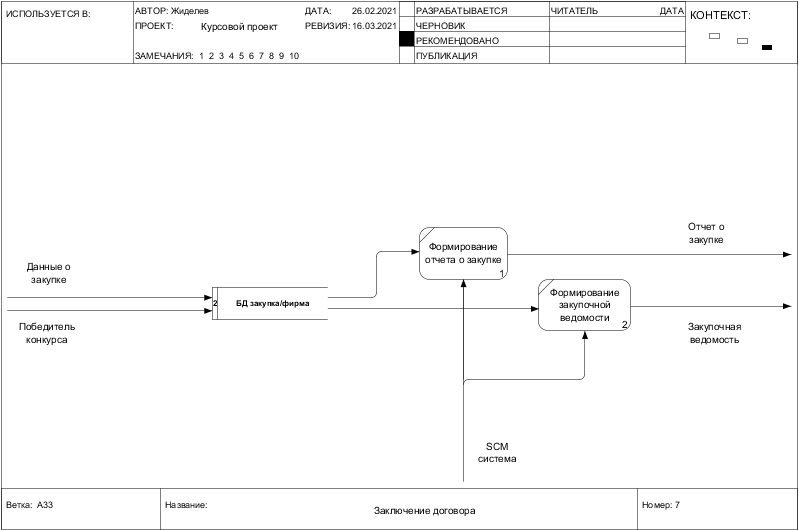 ИСПОЛЬЗУЕТСЯ В:
АВТОР: Жиделев
ДАТА: 26.02.2021
ПРОЕКТ: Курсовой проект
РЕВИЗИЯ: 16.03.2021
ЗАМЕЧАНИЯ: 1 2 3 4 5 6 7 8 9 10
РАЗРАБАТЫВАЕТСЯ
ЧЕРНОВИК
РЕКОМЕНДОВАНО
ПУБЛИКАЦИЯ
ЧИТАТЕЛЬ ДАТА
КОНТЕКСТ:
Отчет о
закупке
Формирование
отчета о закупке
1
Данные о
закупке
2 БД закупка/фирма
Формирование
закупочной
ведомости
2
Победитель
конкурса
Закупочная
ведомость
SCM
система
Ветка: А33
Название: Заключение договора
Номер: 7